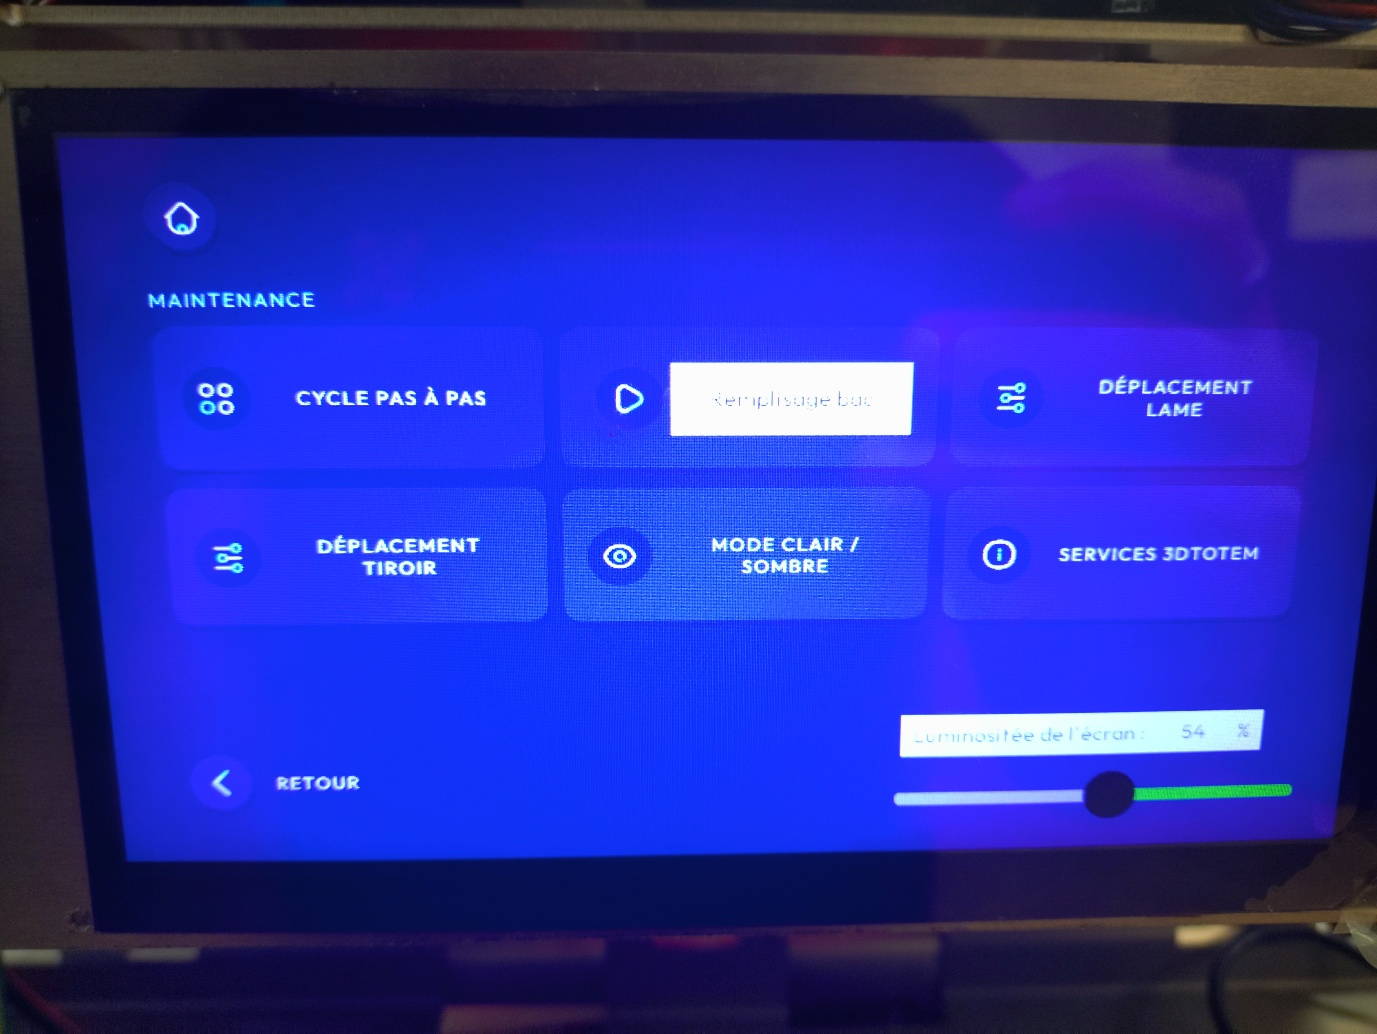 MAINTENANCE
CYCLE PAS À PAS
Remplisage bac
DÉPLACEMENT
LAME
DÉPLACEMENT
TIROIR
MODE CLAIR /
SOMBRE
SERVICES 3DTOTEM
Luminositée de l'écran : 54 %
RETOUR